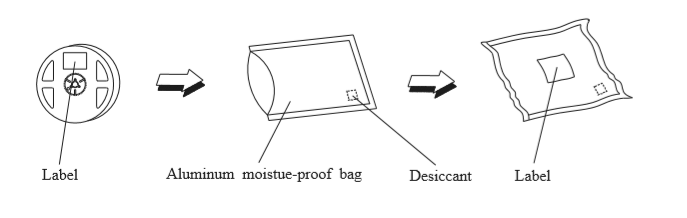 Label
Aluminum moistue-proof bag
Desiccant
Label